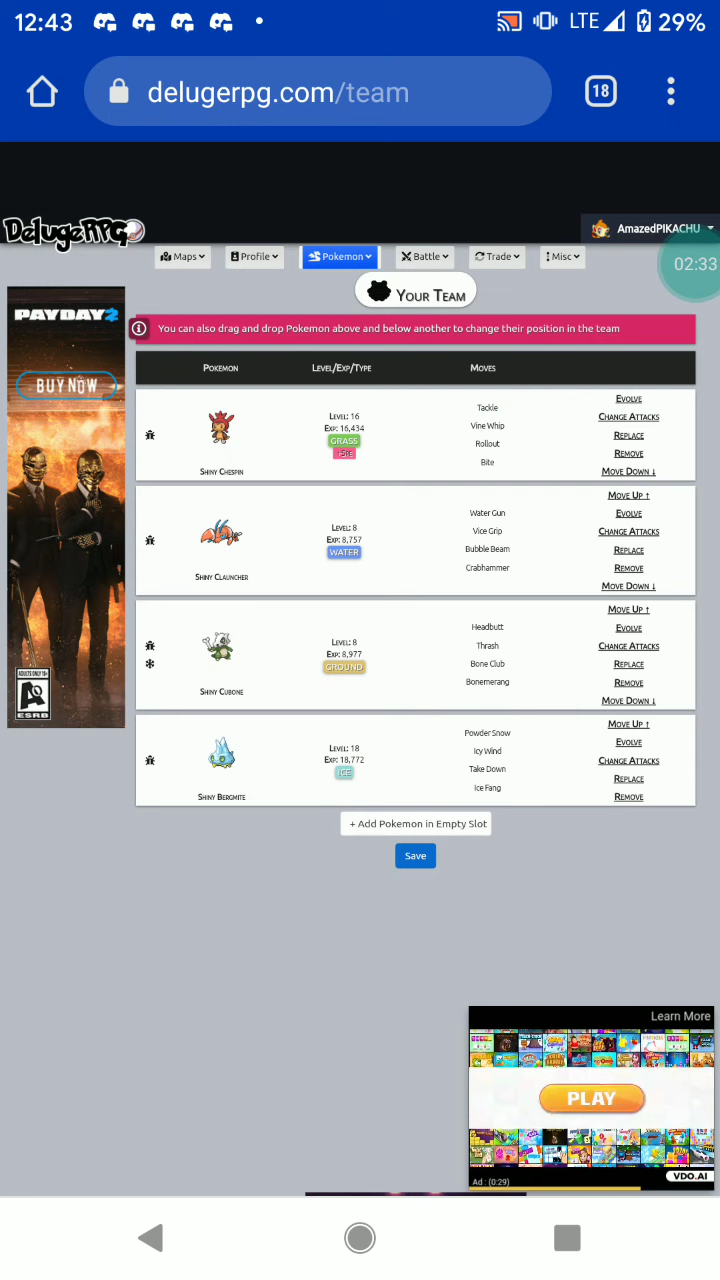 12:43
LTE 29%
delugerpg.com/team
18
DelugeRPG
AmazedPIKACHU
Maps
Profile
Pokemon
Battle
Trade
Misc
02:33
YOUR TEAM
PAYDAY 2
BUY NOW
ADULTS ONLY 18+
ESRB
You can also drag and drop Pokemon above and below another to change their position in the team
POKEMON LEVEL/EXP/TYPE MOVES
SHINY CHESPIN
LEVEL: 16
EXP: 16,434
GRASS
Tackle
Vine Whip
Rollout
Bite
EVOLVE
CHANGE ATTACKS
REPLACE
REMOVE
MOVE DOWN ↓
SHINY CLAUNCHER
LEVEL: 8
EXP: 8,757
WATER
Water Gun
Vice Grip
Bubble Beam
Crabhammer
MOVE UP ↑
EVOLVE
CHANGE ATTACKS
REPLACE
REMOVE
MOVE DOWN ↓
SHINY CUBONE
LEVEL: 8
EXP: 8,977
GROUND
Headbutt
Thrash
Bone Club
Bonemerang
MOVE UP ↑
EVOLVE
CHANGE ATTACKS
REPLACE
REMOVE
MOVE DOWN ↓
SHINY BERGMITE
LEVEL: 18
EXP: 18,772
ICE
Powder Snow
Icy Wind
Take Down
Ice Fang
MOVE UP ↑
EVOLVE
CHANGE ATTACKS
REPLACE
REMOVE
+ Add Pokemon in Empty Slot
Save
Learn More
PLAY
VDO.AI
Ad : (0:29)